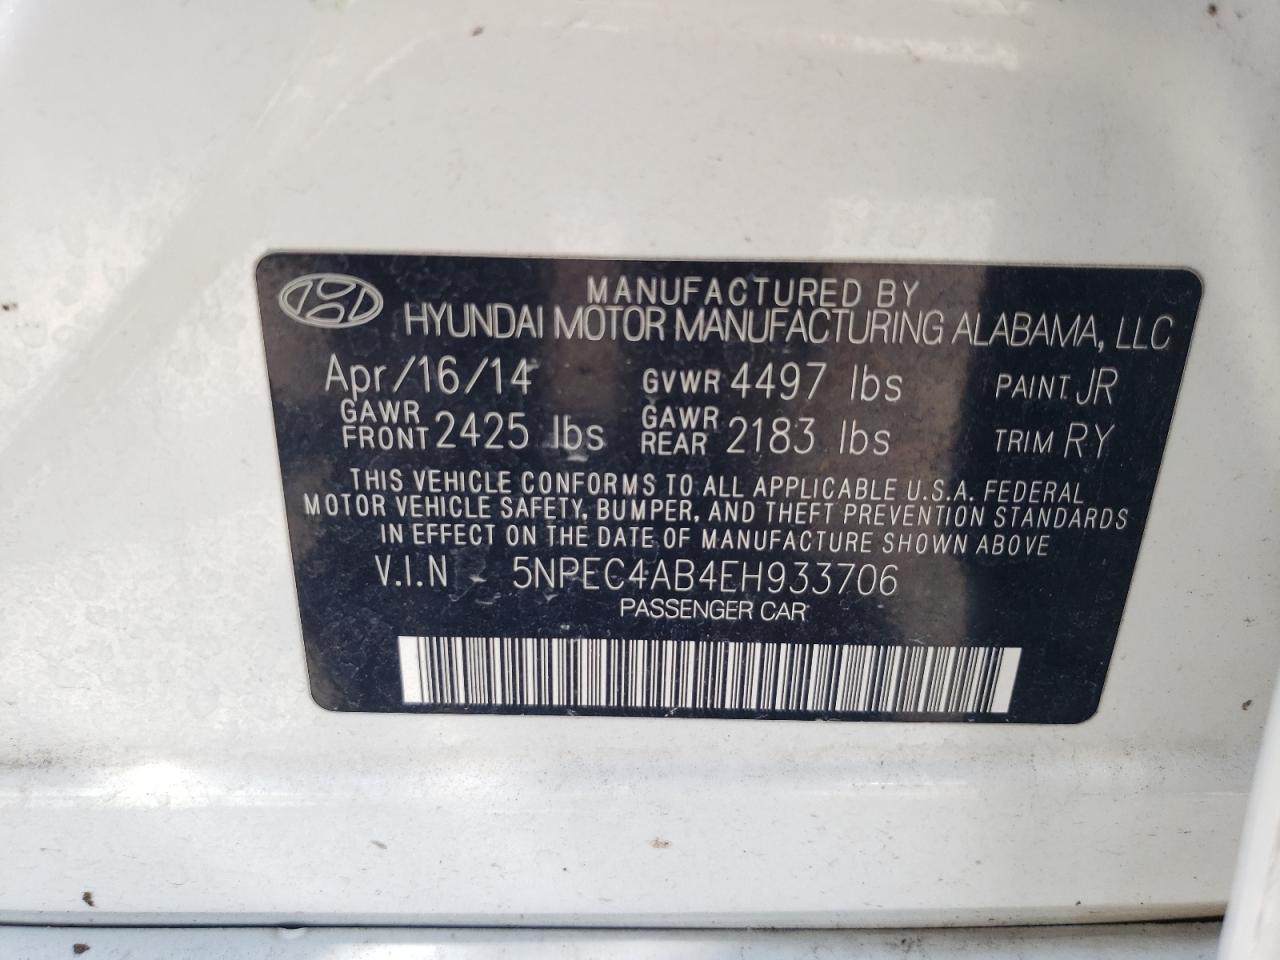 MANUFACTURED BY
HYUNDAI MOTOR MANUFACTURING ALABAMA, LLC
Apr/16/14 GVWR 4497 lbs PAINT JR
GAWR FRONT 2425 lbs GAWR REAR 2183 lbs TRIM RY
THIS VEHICLE CONFORMS TO ALL APPLICABLE U.S.A. FEDERAL
MOTOR VEHICLE SAFETY, BUMPER, AND THEFT PREVENTION STANDARDS
IN EFFECT ON THE DATE OF MANUFACTURE SHOWN ABOVE
V.I.N 5NPEC4AB4EH933706
PASSENGER CAR